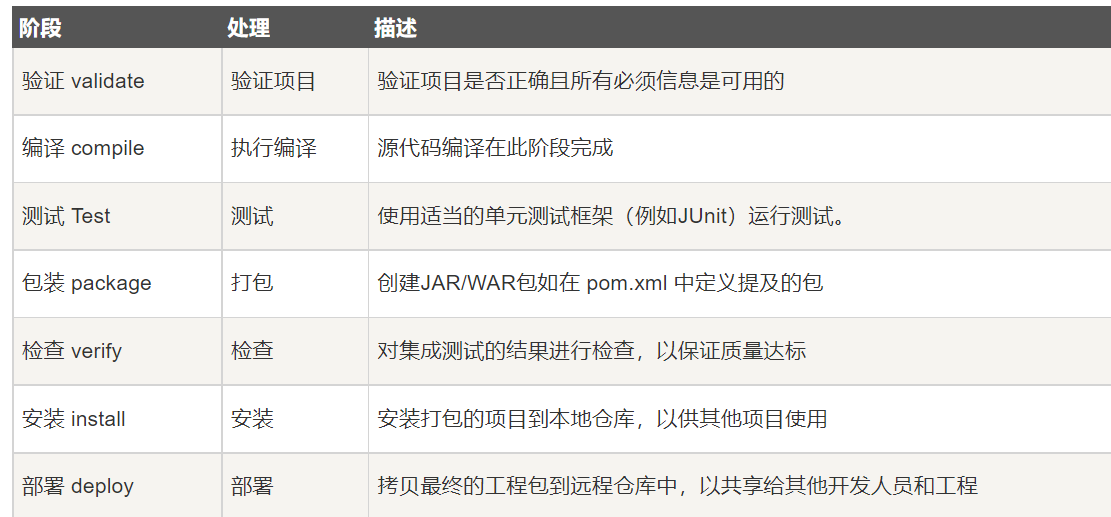 阶段 处理 描述
验证 validate 验证项目 验证项目是否正确且所有必须信息是可用的
编译 compile 执行编译 源代码编译在此阶段完成
测试 Test 测试 使用适当的单元测试框架（例如JUnit）运行测试。
包装 package 打包 创建JAR/WAR包如在 pom.xml 中定义提及的包
检查 verify 检查 对集成测试的结果进行检查，以保证质量达标
安装 install 安装 安装打包的项目到本地仓库，以供其他项目使用
部署 deploy 部署 拷贝最终的工程包到远程仓库中，以共享给其他开发人员和工程